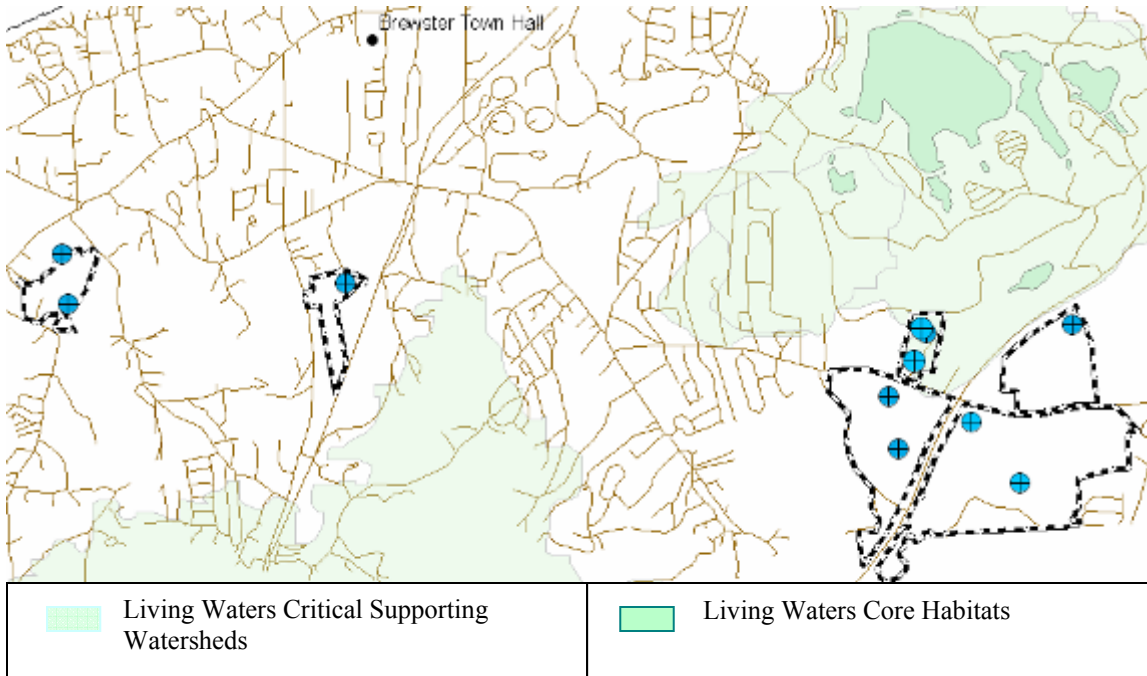 Brewster Town Hall
Living Waters Critical Supporting
Watersheds
Living Waters Core Habitats